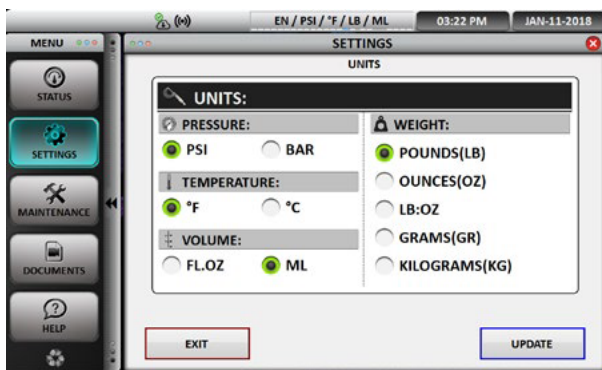 EN / PSI / °F / LB / ML 03:22 PM JAN-11-2018
MENU SETTINGS
UNITS
STATUS
SETTINGS
MAINTENANCE
DOCUMENTS
HELP
UNITS:
PRESSURE:
PSI BAR
TEMPERATURE:
°F °C
VOLUME:
FL.OZ ML
WEIGHT:
POUNDS(LB)
OUNCES(OZ)
LB:OZ
GRAMS(GR)
KILOGRAMS(KG)
EXIT UPDATE